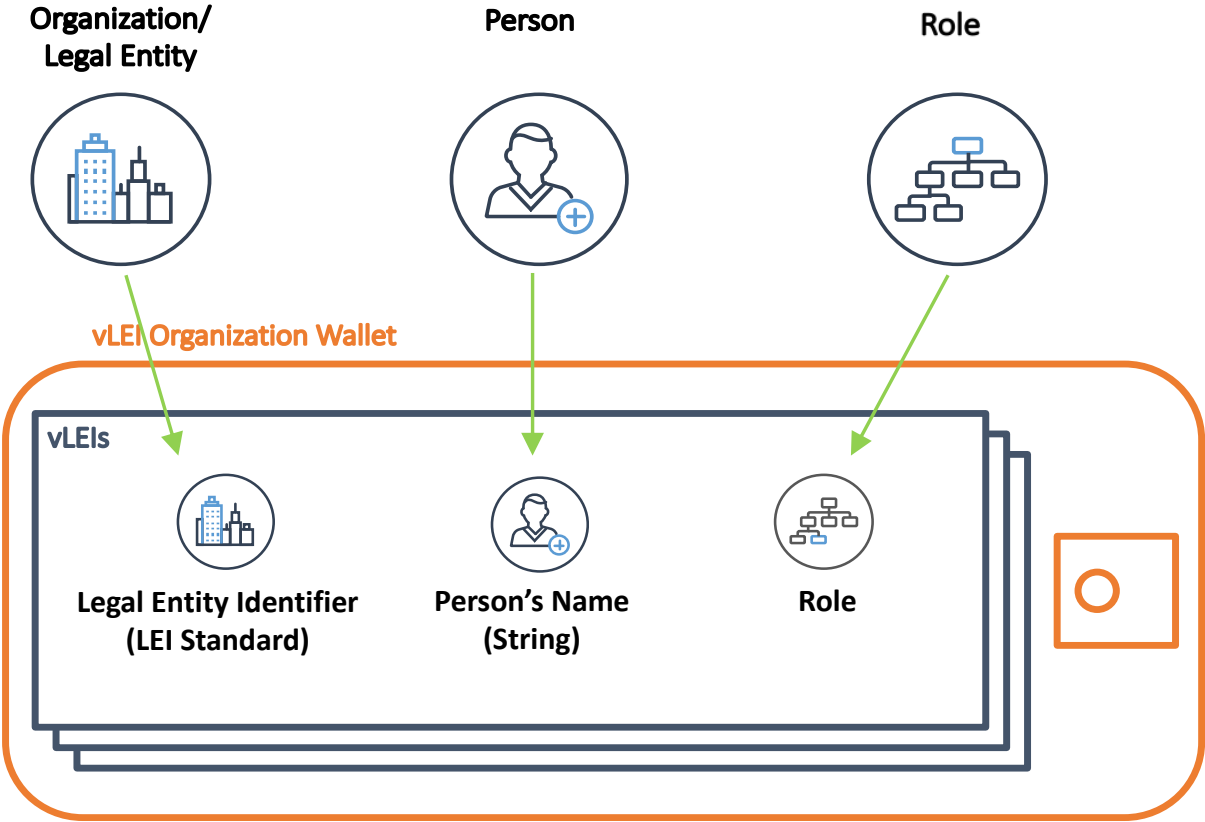 Organization/
Legal Entity
Person
Role
vLEI Organization Wallet
vLEIs
Legal Entity Identifier
(LEI Standard)
Person’s Name
(String)
Role